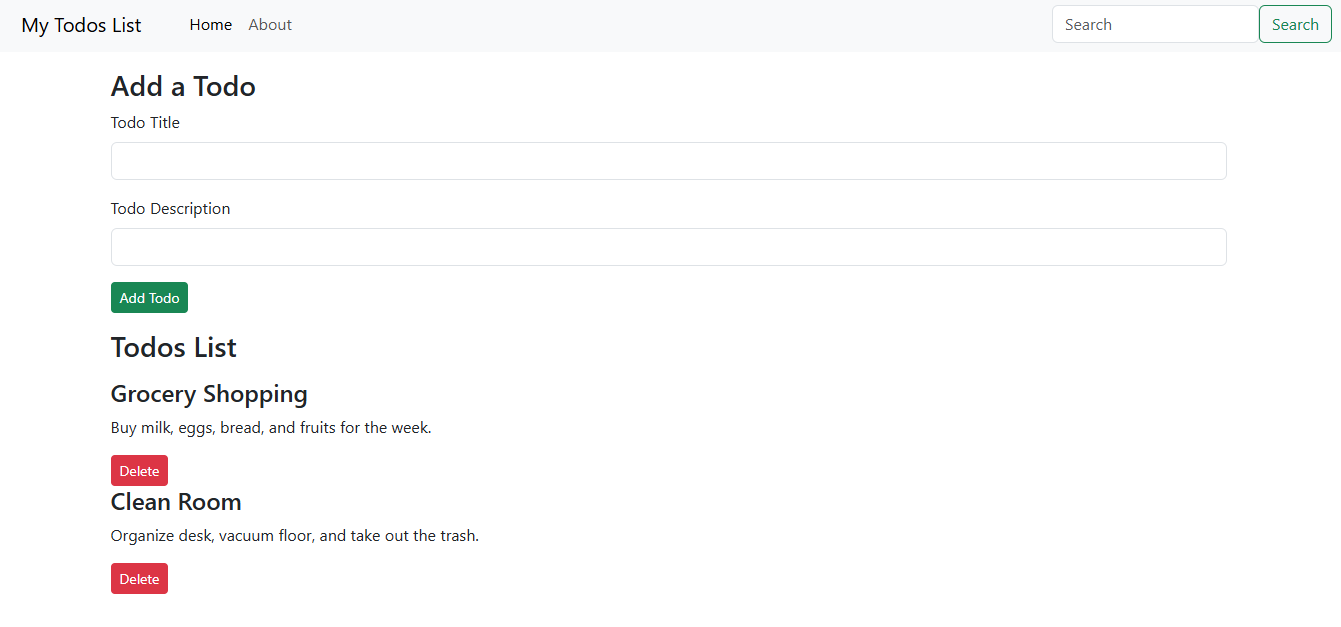 My Todos List Home About Search Search
Add a Todo
Todo Title
Todo Description
Add Todo
Todos List
Grocery Shopping
Buy milk, eggs, bread, and fruits for the week.
Delete
Clean Room
Organize desk, vacuum floor, and take out the trash.
Delete